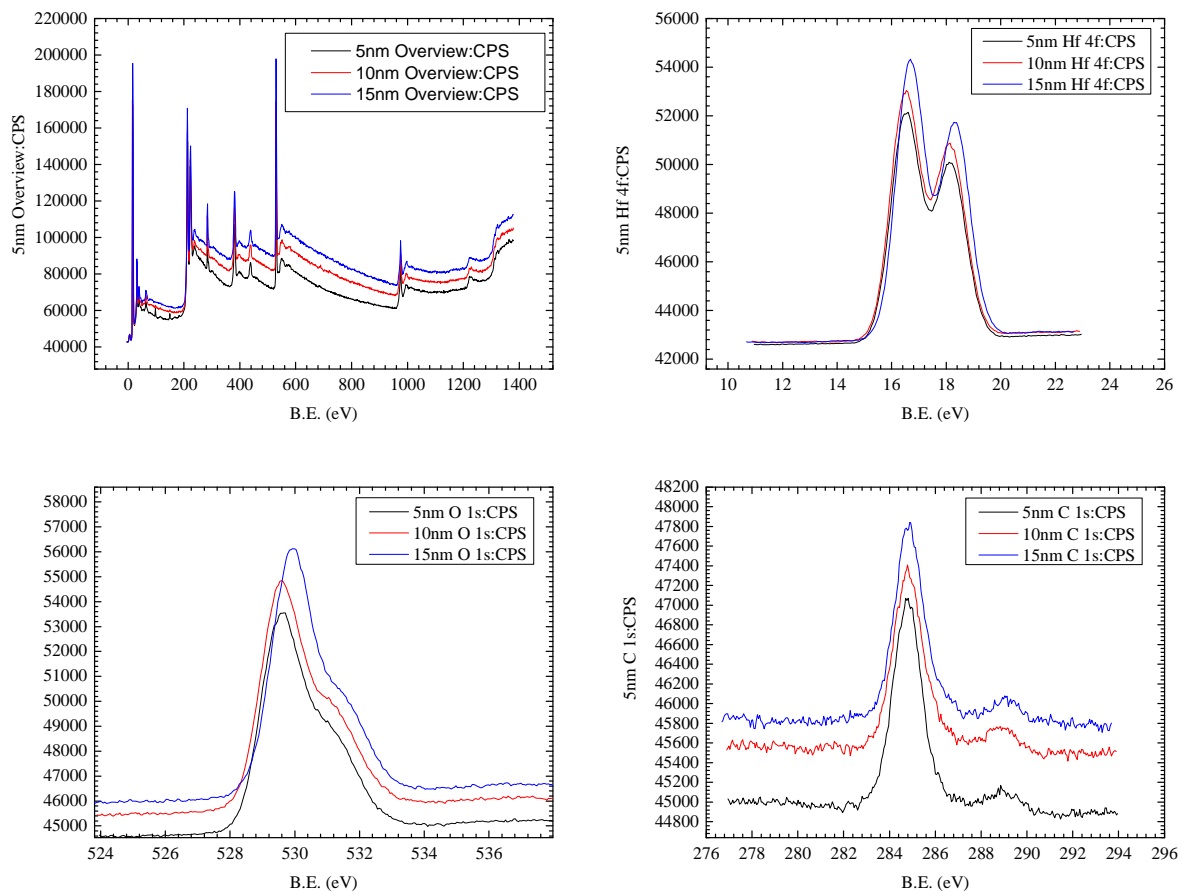 5nm Overview:CPS
220000
200000
180000
160000
140000
120000
100000
80000
60000
40000
0 200 400 600 800 1000 1200 1400
B.E. (eV)
5nm Overview:CPS
10nm Overview:CPS
15nm Overview:CPS
5nm Hf 4f:CPS
56000
54000
52000
50000
48000
46000
44000
42000
10 12 14 16 18 20 22 24 26
B.E. (eV)
5nm Hf 4f:CPS
10nm Hf 4f:CPS
15nm Hf 4f:CPS
58000
57000
56000
55000
54000
53000
52000
51000
50000
49000
48000
47000
46000
45000
524 526 528 530 532 534 536
B.E. (eV)
5nm O 1s:CPS
10nm O 1s:CPS
15nm O 1s:CPS
5nm C 1s:CPS
48200
48000
47800
47600
47400
47200
47000
46800
46600
46400
46200
46000
45800
45600
45400
45200
45000
44800
276 278 280 282 284 286 288 290 292 294 296
B.E. (eV)
5nm C 1s:CPS
10nm C 1s:CPS
15nm C 1s:CPS